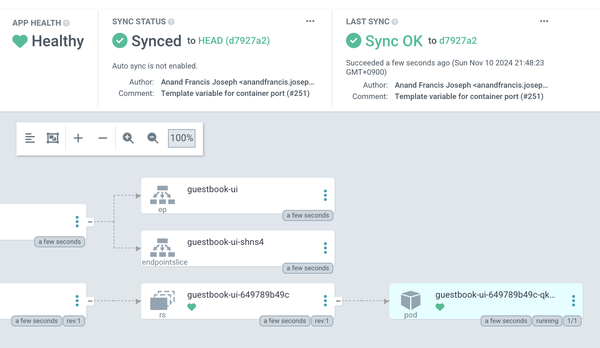 APP HEALTH
Healthy
SYNC STATUS
Synced to HEAD (d7927a2)
Auto sync is not enabled.
Author: Anand Francis Joseph <anandfrancis.josep...
Comment: Template variable for container port (#251)
LAST SYNC
Sync OK to d7927a2
Succeeded a few seconds ago (Sun Nov 10 2024 21:48:23
GMT+0900)
Author: Anand Francis Joseph <anandfrancis.josep...
Comment: Template variable for container port (#251)
100%
guestbook-ui
ep
a few seconds
a few seconds
guestbook-ui-shns4
endpointslice
a few seconds
guestbook-ui-649789b49c
rs
guestbook-ui-649789b49c-qk...
pod
a few seconds rev:1
a few seconds rev:1
a few seconds running 1/1